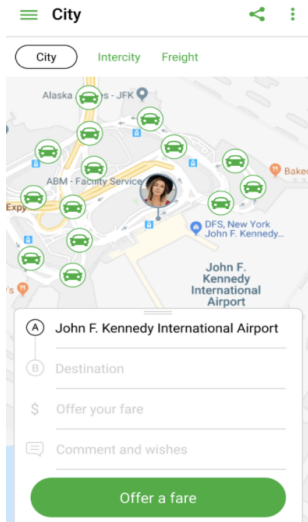 City
City
Intercity
Freight
Alaska
s - JFK
ABM - Facility Service
Bake
Expy
DFS, New York
John F. Kennedy...
John F.
Kennedy
International
Airport
's
A
John F. Kennedy International Airport
B
Destination
$
Offer your fare
Comment and wishes
Offer a fare